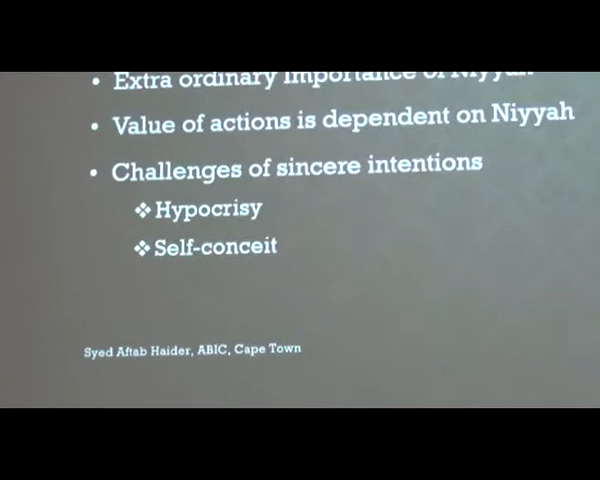 • Extra ordinary importance of Niyyah
• Value of actions is dependent on Niyyah
• Challenges of sincere intentions
❖ Hypocrisy
❖ Self-conceit
Syed Aftab Haider, ABIC, Cape Town